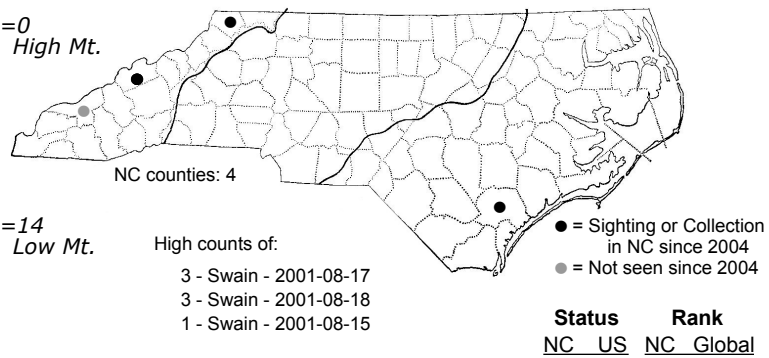 =0
High Mt.
NC counties: 4
=14
Low Mt.
High counts of:
3 - Swain - 2001-08-17
3 - Swain - 2001-08-18
1 - Swain - 2001-08-15
= Sighting or Collection
in NC since 2004
= Not seen since 2004
Status Rank
NC US NC Global